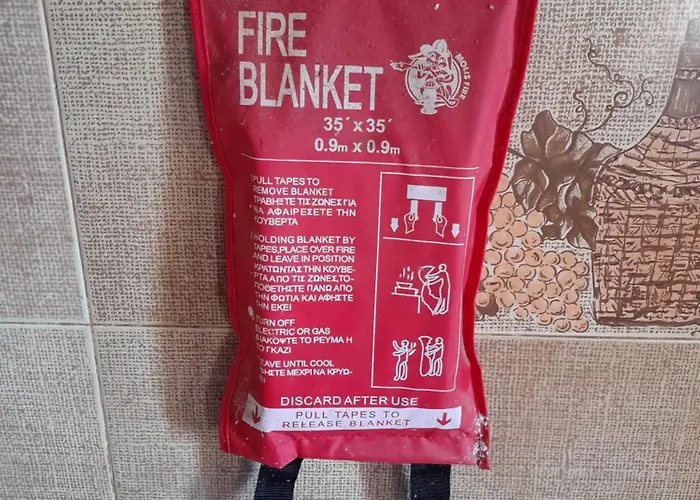 FIRE
BLANKET
MOLIS FIRE
35´ x 35´
0.9m x 0.9m
PULL TAPES TO
REMOVE BLANKET
ΤΡΑΒΗΞΤΕ ΤΙΣ ΖΩΝΕΣ ΓΙΑ
ΝΑ ΑΦΑΙΡΕΣΕΤΕ ΤΗΝ
ΚΟΥΒΕΡΤΑ
HOLDING BLANKET BY
TAPES,PLACE OVER FIRE
AND LEAVE IN POSITION
ΚΡΑΤΩΝΤΑΣ ΤΗΝ ΚΟΥΒΕ-
ΡΤΑ ΑΠΟ ΤΙΣ ΖΩΝΕΣ,ΤΟ-
ΠΟΘΕΤΗΣΤΕ ΠΑΝΩ ΑΠΟ
ΤΗΝ ΦΩΤΙΑ ΚΑΙ ΑΦΗΣΤΕ
ΤΗΝ ΕΚΕΙ
TURN OFF
ELECTRIC OR GAS
ΔΙΑΚΟΨΤΕ ΤΟ ΡΕΥΜΑ Η
ΤΟ ΓΚΑΖΙ
LEAVE UNTIL COOL
ΑΦΗΣΤΕ ΜΕΧΡΙ ΝΑ ΚΡΥΩ-
DISCARD AFTER USE
PULL TAPES TO
RELEASE BLANKET